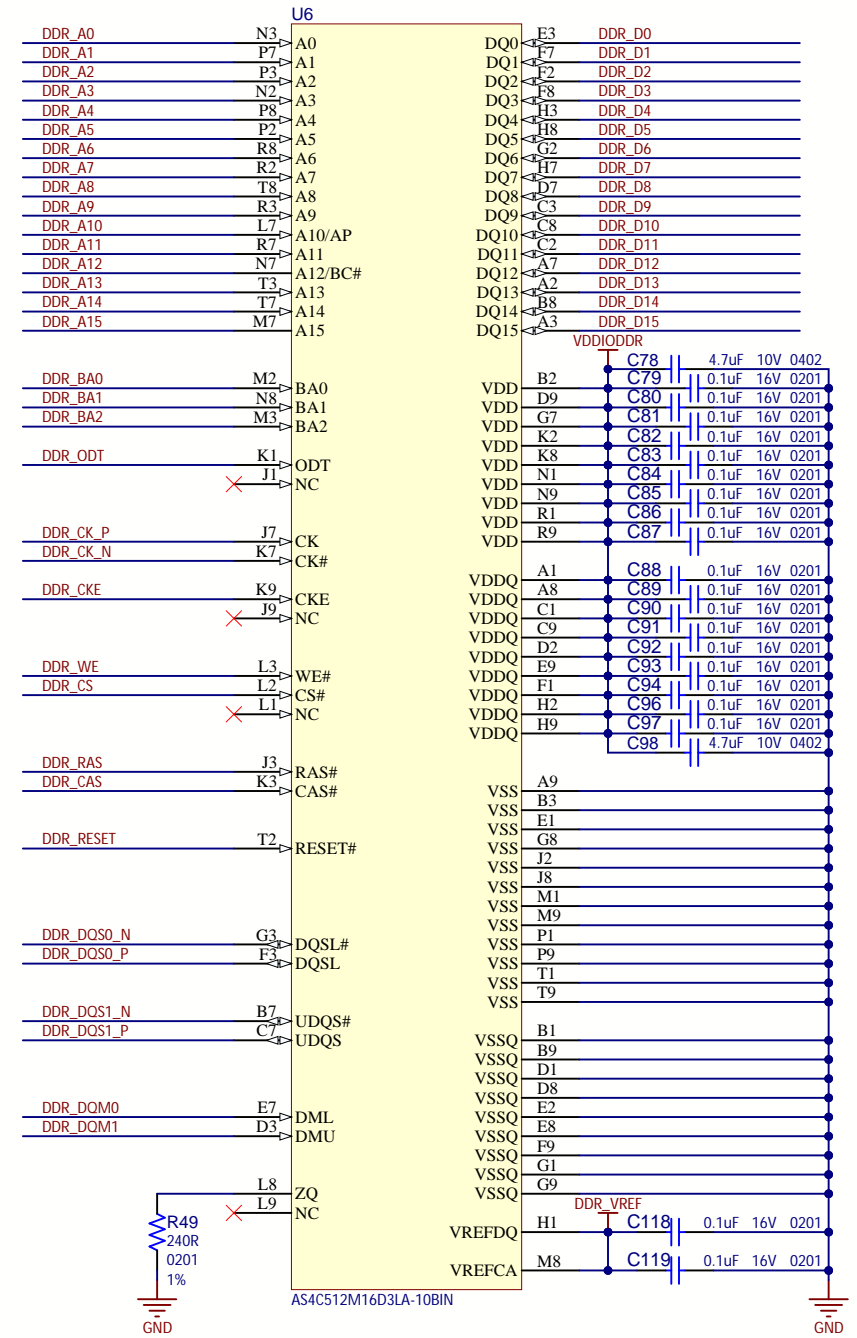 U6
DDR_A0 N3 A0 DQ0 E3 DDR_D0
DDR_A1 P7 A1 DQ1 F7 DDR_D1
DDR_A2 P3 A2 DQ2 F2 DDR_D2
DDR_A3 N2 A3 DQ3 F8 DDR_D3
DDR_A4 P8 A4 DQ4 H3 DDR_D4
DDR_A5 P2 A5 DQ5 H8 DDR_D5
DDR_A6 R8 A6 DQ6 G2 DDR_D6
DDR_A7 R2 A7 DQ7 H7 DDR_D7
DDR_A8 T8 A8 DQ8 D7 DDR_D8
DDR_A9 R3 A9 DQ9 C3 DDR_D9
DDR_A10 L7 A10/AP DQ10 C8 DDR_D10
DDR_A11 R7 A11 DQ11 C2 DDR_D11
DDR_A12 N7 A12/BC# DQ12 A7 DDR_D12
DDR_A13 T3 A13 DQ13 A2 DDR_D13
DDR_A14 T7 A14 DQ14 B8 DDR_D14
DDR_A15 M7 A15 DQ15 A3 DDR_D15
VDDIODDR
C78 4.7uF 10V 0402
DDR_BA0 M2 BA0 VDD B2 C79 0.1uF 16V 0201
DDR_BA1 N8 BA1 VDD D9 C80 0.1uF 16V 0201
DDR_BA2 M3 BA2 VDD G7 C81 0.1uF 16V 0201
VDD K2 C82 0.1uF 16V 0201
DDR_ODT K1 ODT VDD K8 C83 0.1uF 16V 0201
J1 NC VDD N1 C84 0.1uF 16V 0201
VDD N9 C85 0.1uF 16V 0201
VDD R1 C86 0.1uF 16V 0201
DDR_CK_P J7 CK VDD R9 C87 0.1uF 16V 0201
DDR_CK_N K7 CK#
VDDQ A1 C88 0.1uF 16V 0201
DDR_CKE K9 CKE VDDQ A8 C89 0.1uF 16V 0201
J9 NC VDDQ C1 C90 0.1uF 16V 0201
VDDQ C9 C91 0.1uF 16V 0201
VDDQ D2 C92 0.1uF 16V 0201
DDR_WE L3 WE# VDDQ E9 C93 0.1uF 16V 0201
DDR_CS L2 CS# VDDQ F1 C94 0.1uF 16V 0201
L1 NC VDDQ H2 C96 0.1uF 16V 0201
VDDQ H9 C97 0.1uF 16V 0201
C98 4.7uF 10V 0402
DDR_RAS J3 RAS#
DDR_CAS K3 CAS# VSS A9
VSS B3
VSS E1
DDR_RESET T2 RESET# VSS G8
VSS J2
VSS J8
VSS M1
VSS M9
DDR_DQS0_N G3 DQSL# VSS P1
DDR_DQS0_P F3 DQSL VSS P9
VSS T1
VSS T9
DDR_DQS1_N B7 UDQS#
DDR_DQS1_P C7 UDQS VSSQ B1
VSSQ B9
VSSQ D1
VSSQ D8
DDR_DQM0 E7 DML VSSQ E2
DDR_DQM1 D3 DMU VSSQ E8
VSSQ F9
VSSQ G1
L8 ZQ VSSQ G9
L9 NC DDR_VREF
R49 VREFDQ H1 C118 0.1uF 16V 0201
240R
0201 VREFCA M8 C119 0.1uF 16V 0201
1%
AS4C512M16D3LA-10BIN
GND GND